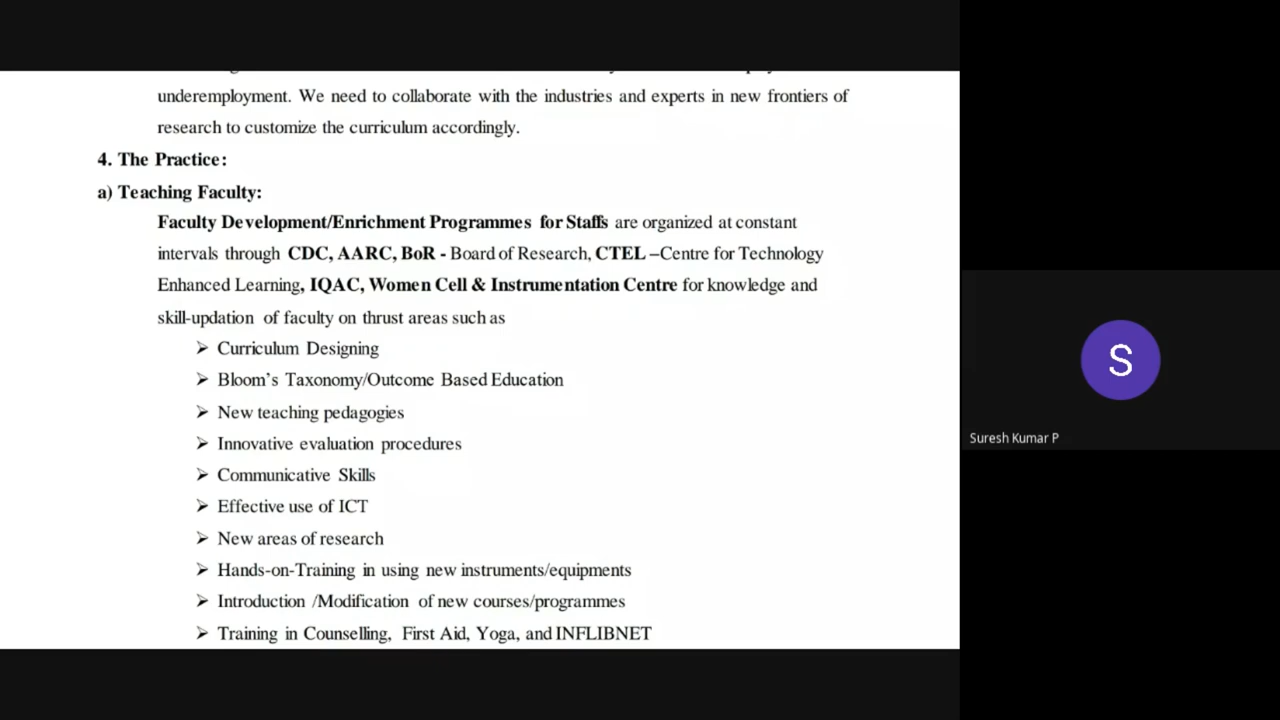 underemployment. We need to collaborate with the industries and experts in new frontiers of
research to customize the curriculum accordingly.
4. The Practice:
a) Teaching Faculty:
Faculty Development/Enrichment Programmes for Staffs are organized at constant
intervals through CDC, AARC, BoR - Board of Research, CTEL –Centre for Technology
Enhanced Learning, IQAC, Women Cell & Instrumentation Centre for knowledge and
skill-updation of faculty on thrust areas such as
➢ Curriculum Designing
➢ Bloom's Taxonomy/Outcome Based Education
➢ New teaching pedagogies
➢ Innovative evaluation procedures
➢ Communicative Skills
➢ Effective use of ICT
➢ New areas of research
➢ Hands-on-Training in using new instruments/equipments
➢ Introduction /Modification of new courses/programmes
➢ Training in Counselling, First Aid, Yoga, and INFLIBNET
S
Suresh Kumar P